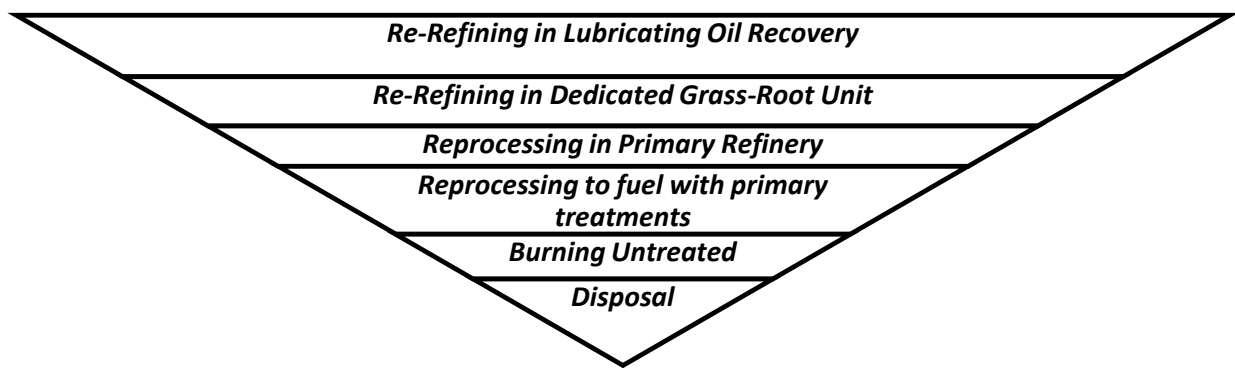 Re-Refining in Lubricating Oil Recovery
Re-Refining in Dedicated Grass-Root Unit
Reprocessing in Primary Refinery
Reprocessing to fuel with primary
treatments
Burning Untreated
Disposal